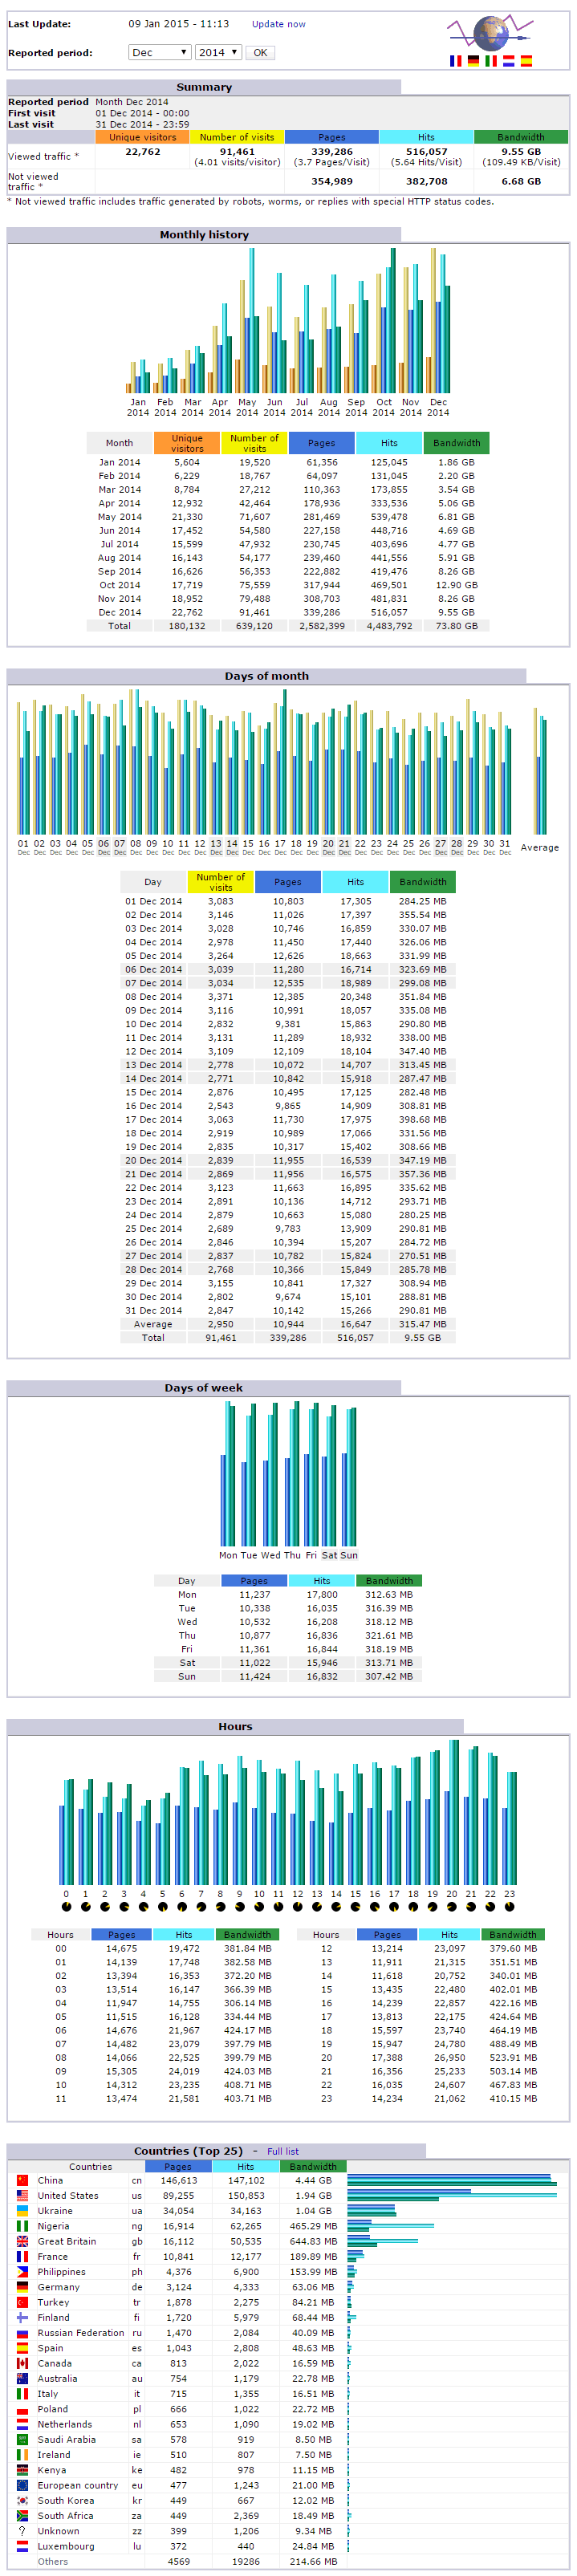 Last Update: 09 Jan 2015 - 11:13 Update now
Reported period: Dec 2014 OK
Summary
Reported period Month Dec 2014
First visit 01 Dec 2014 - 00:00
Last visit 31 Dec 2014 - 23:59
Unique visitors Number of visits Pages Hits Bandwidth
Viewed traffic * 22,762 91,461 (4.01 visits/visitor) 339,286 (3.7 Pages/Visit) 516,057 (5.64 Hits/Visit) 9.55 GB (109.49 KB/Visit)
Not viewed traffic * 354,989 382,708 6.68 GB
* Not viewed traffic includes traffic generated by robots, worms, or replies with special HTTP status codes.
Monthly history
Jan Feb Mar Apr May Jun Jul Aug Sep Oct Nov Dec
2014 2014 2014 2014 2014 2014 2014 2014 2014 2014 2014 2014
Month Unique visitors Number of visits Pages Hits Bandwidth
Jan 2014 5,604 19,520 61,356 125,045 1.86 GB
Feb 2014 6,229 18,767 64,097 131,045 2.20 GB
Mar 2014 8,784 27,212 110,363 173,855 3.54 GB
Apr 2014 12,932 42,464 178,936 333,536 5.06 GB
May 2014 21,330 71,607 281,469 539,478 6.81 GB
Jun 2014 17,452 54,580 227,158 448,716 4.69 GB
Jul 2014 15,599 47,932 230,745 403,696 4.77 GB
Aug 2014 16,143 54,177 239,460 441,556 5.91 GB
Sep 2014 16,626 56,353 222,882 419,476 8.26 GB
Oct 2014 17,719 75,559 317,944 469,501 12.90 GB
Nov 2014 18,952 79,488 308,703 481,831 8.26 GB
Dec 2014 22,762 91,461 339,286 516,057 9.55 GB
Total 180,132 639,120 2,582,399 4,483,792 73.80 GB
Days of month
01 02 03 04 05 06 07 08 09 10 11 12 13 14 15 16 17 18 19 20 21 22 23 24 25 26 27 28 29 30 31 Average
Dec Dec Dec Dec Dec Dec Dec Dec Dec Dec Dec Dec Dec Dec Dec Dec Dec Dec Dec Dec Dec Dec Dec Dec Dec Dec Dec Dec Dec Dec Dec
Day Number of visits Pages Hits Bandwidth
01 Dec 2014 3,083 10,803 17,305 284.25 MB
02 Dec 2014 3,146 11,026 17,397 355.54 MB
03 Dec 2014 3,028 10,746 16,859 330.07 MB
04 Dec 2014 2,978 11,450 17,440 326.06 MB
05 Dec 2014 3,264 12,626 18,663 331.99 MB
06 Dec 2014 3,039 11,280 16,714 323.69 MB
07 Dec 2014 3,034 12,535 18,989 299.08 MB
08 Dec 2014 3,371 12,385 20,348 351.84 MB
09 Dec 2014 3,116 10,991 18,057 335.08 MB
10 Dec 2014 2,832 9,381 15,863 290.80 MB
11 Dec 2014 3,131 11,289 18,932 338.00 MB
12 Dec 2014 3,109 12,109 18,104 347.40 MB
13 Dec 2014 2,778 10,072 14,707 313.45 MB
14 Dec 2014 2,771 10,842 15,918 287.47 MB
15 Dec 2014 2,876 10,495 17,125 282.48 MB
16 Dec 2014 2,543 9,865 14,909 308.81 MB
17 Dec 2014 3,063 11,730 17,975 398.68 MB
18 Dec 2014 2,919 10,989 17,066 331.56 MB
19 Dec 2014 2,835 10,317 15,402 308.66 MB
20 Dec 2014 2,839 11,955 16,539 347.19 MB
21 Dec 2014 2,869 11,956 16,575 357.36 MB
22 Dec 2014 3,123 11,663 16,895 335.62 MB
23 Dec 2014 2,891 10,136 14,712 293.71 MB
24 Dec 2014 2,879 10,663 15,080 280.25 MB
25 Dec 2014 2,689 9,783 13,909 290.81 MB
26 Dec 2014 2,846 10,394 15,207 284.72 MB
27 Dec 2014 2,837 10,782 15,824 270.51 MB
28 Dec 2014 2,768 10,366 15,849 285.78 MB
29 Dec 2014 3,155 10,841 17,327 308.94 MB
30 Dec 2014 2,802 9,674 15,101 288.81 MB
31 Dec 2014 2,847 10,142 15,266 290.81 MB
Average 2,950 10,944 16,647 315.47 MB
Total 91,461 339,286 516,057 9.55 GB
Days of week
Mon Tue Wed Thu Fri Sat Sun
Day Pages Hits Bandwidth
Mon 11,237 17,800 312.63 MB
Tue 10,338 16,035 316.39 MB
Wed 10,532 16,208 318.12 MB
Thu 10,877 16,836 321.61 MB
Fri 11,361 16,844 318.19 MB
Sat 11,022 15,946 313.71 MB
Sun 11,424 16,832 307.42 MB
Hours
0 1 2 3 4 5 6 7 8 9 10 11 12 13 14 15 16 17 18 19 20 21 22 23
Hours Pages Hits Bandwidth Hours Pages Hits Bandwidth
00 14,675 19,472 381.84 MB 12 13,214 23,097 379.60 MB
01 14,139 17,748 382.58 MB 13 11,911 21,315 351.51 MB
02 13,394 16,353 372.20 MB 14 11,618 20,752 340.01 MB
03 13,514 16,147 366.39 MB 15 13,435 22,480 402.01 MB
04 11,947 14,755 306.14 MB 16 14,239 22,857 422.16 MB
05 11,515 16,128 334.44 MB 17 13,813 22,175 424.64 MB
06 14,676 21,967 424.17 MB 18 15,597 23,740 464.19 MB
07 14,482 23,079 397.79 MB 19 15,947 24,780 488.49 MB
08 14,066 22,525 399.79 MB 20 17,388 26,950 523.91 MB
09 15,305 24,019 424.03 MB 21 16,356 25,233 503.14 MB
10 14,312 23,235 408.71 MB 22 16,035 24,607 467.83 MB
11 13,474 21,581 403.71 MB 23 14,234 21,062 410.15 MB
Countries (Top 25) - Full list
Countries Pages Hits Bandwidth
China cn 146,613 147,102 4.44 GB
United States us 89,255 150,853 1.94 GB
Ukraine ua 34,054 34,163 1.04 GB
Nigeria ng 16,914 62,265 465.29 MB
Great Britain gb 16,112 50,535 644.83 MB
France fr 10,841 12,177 189.89 MB
Philippines ph 4,376 6,900 153.99 MB
Germany de 3,124 4,333 63.06 MB
Turkey tr 1,878 2,275 84.21 MB
Finland fi 1,720 5,979 68.44 MB
Russian Federation ru 1,470 2,084 40.09 MB
Spain es 1,043 2,808 48.63 MB
Canada ca 813 2,022 16.59 MB
Australia au 754 1,179 22.78 MB
Italy it 715 1,355 16.51 MB
Poland pl 666 1,022 22.72 MB
Netherlands nl 653 1,090 19.02 MB
Saudi Arabia sa 578 919 8.50 MB
Ireland ie 510 807 7.50 MB
Kenya ke 482 978 11.15 MB
European country eu 477 1,243 21.00 MB
South Korea kr 449 667 12.02 MB
South Africa za 449 2,369 18.49 MB
? Unknown zz 399 1,206 9.34 MB
Luxembourg lu 372 440 24.84 MB
Others 4569 19286 214.66 MB